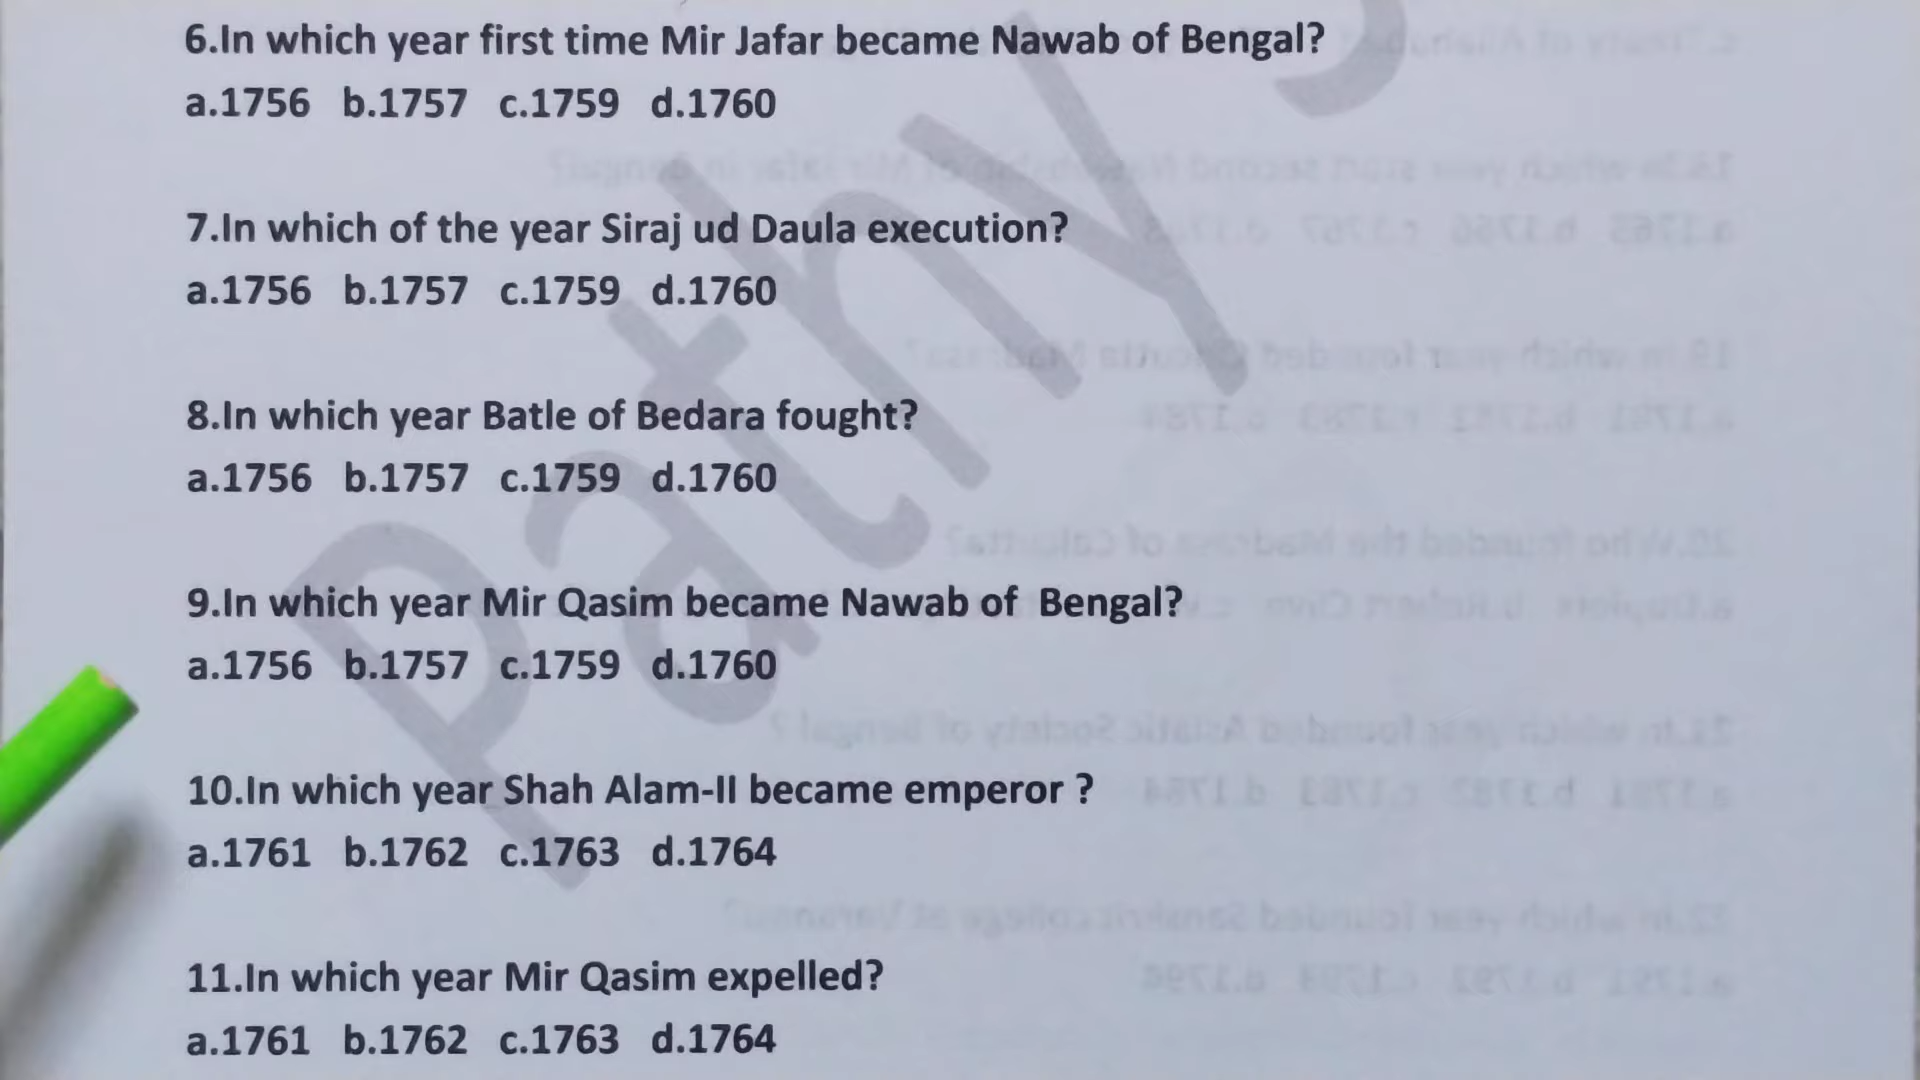 6.In which year first time Mir Jafar became Nawab of Bengal?
a.1756 b.1757 c.1759 d.1760
7.In which of the year Siraj ud Daula execution?
a.1756 b.1757 c.1759 d.1760
8.In which year Batle of Bedara fought?
a.1756 b.1757 c.1759 d.1760
9.In which year Mir Qasim became Nawab of Bengal?
a.1756 b.1757 c.1759 d.1760
10.In which year Shah Alam-II became emperor ?
a.1761 b.1762 c.1763 d.1764
11.In which year Mir Qasim expelled?
a.1761 b.1762 c.1763 d.1764
Pathy